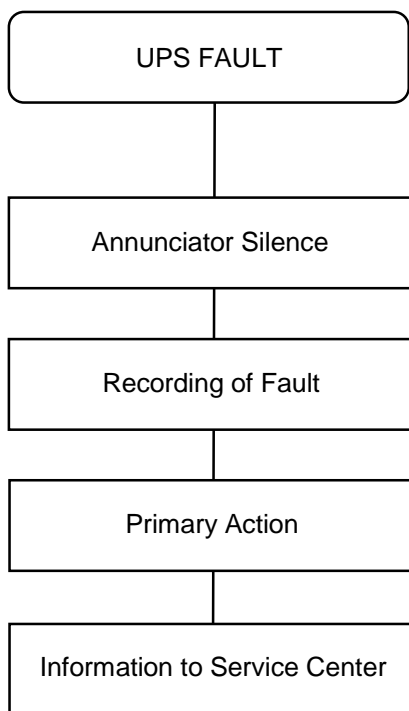 UPS FAULT
Annunciator Silence
Recording of Fault
Primary Action
Information to Service Center